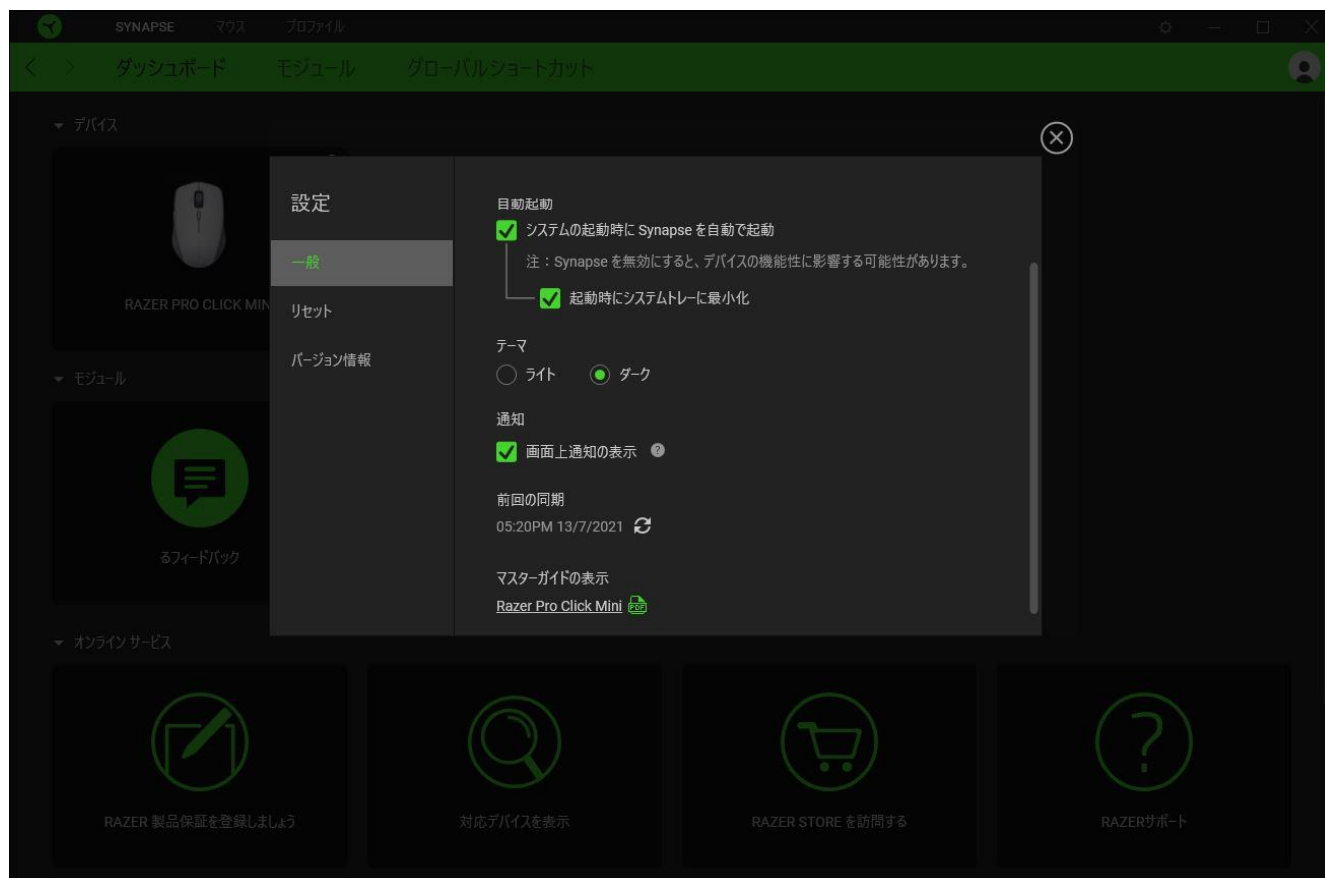 SYNAPSE マウス プロファイル
ダッシュボード モジュール グローバルショートカット
デバイス
RAZER PRO CLICK MIN
モジュール
るフィードバック
設定
一般
リセット
バージョン情報
自動起動
システムの起動時に Synapse を自動で起動
注：Synapse を無効にすると、デバイスの機能性に影響する可能性があります。
起動時にシステムトレーに最小化
テーマ
ライト ダーク
通知
画面上通知の表示 ?
前回の同期
05:20PM 13/7/2021
マスターガイドの表示
Razer Pro Click Mini PDF
オンライン サービス
RAZER 製品保証を登録しましょう
対応デバイスを表示
RAZER STORE を訪問する
RAZERサポート